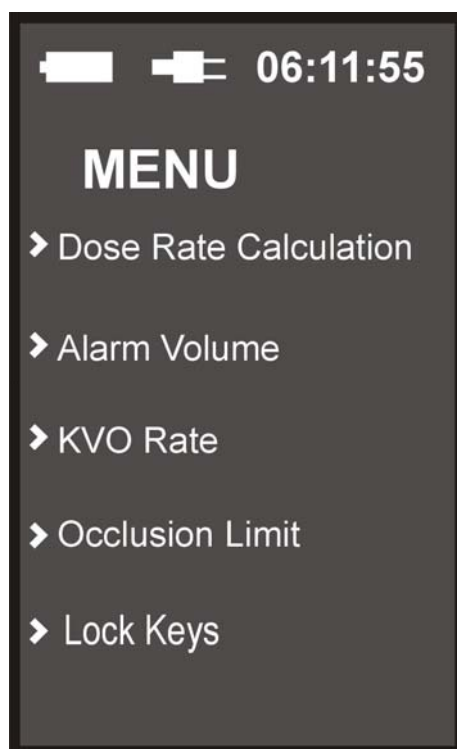 06:11:55
MENU
Dose Rate Calculation
Alarm Volume
KVO Rate
Occlusion Limit
Lock Keys